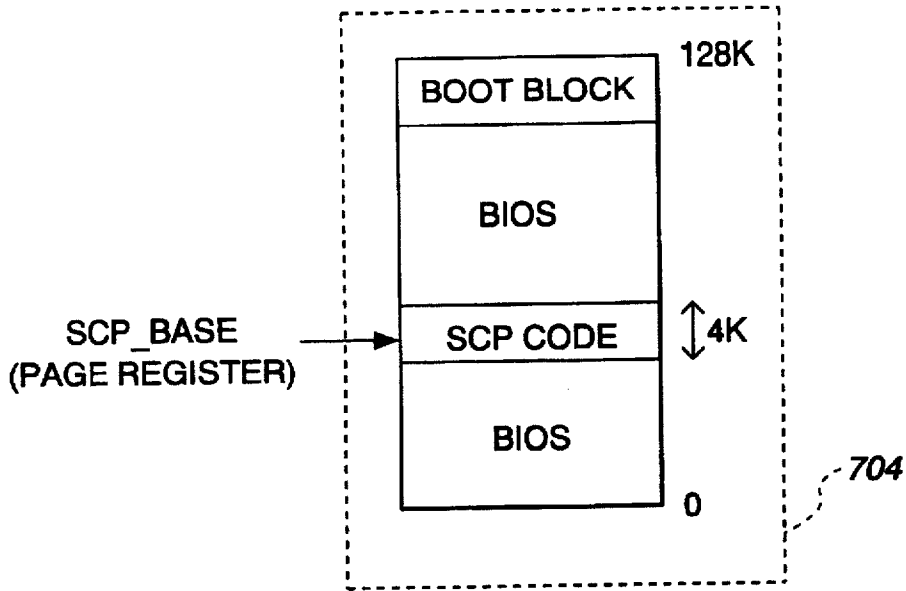 128K
BOOT BLOCK
BIOS
SCP_BASE
(PAGE REGISTER)
SCP CODE
4K
BIOS
0
704